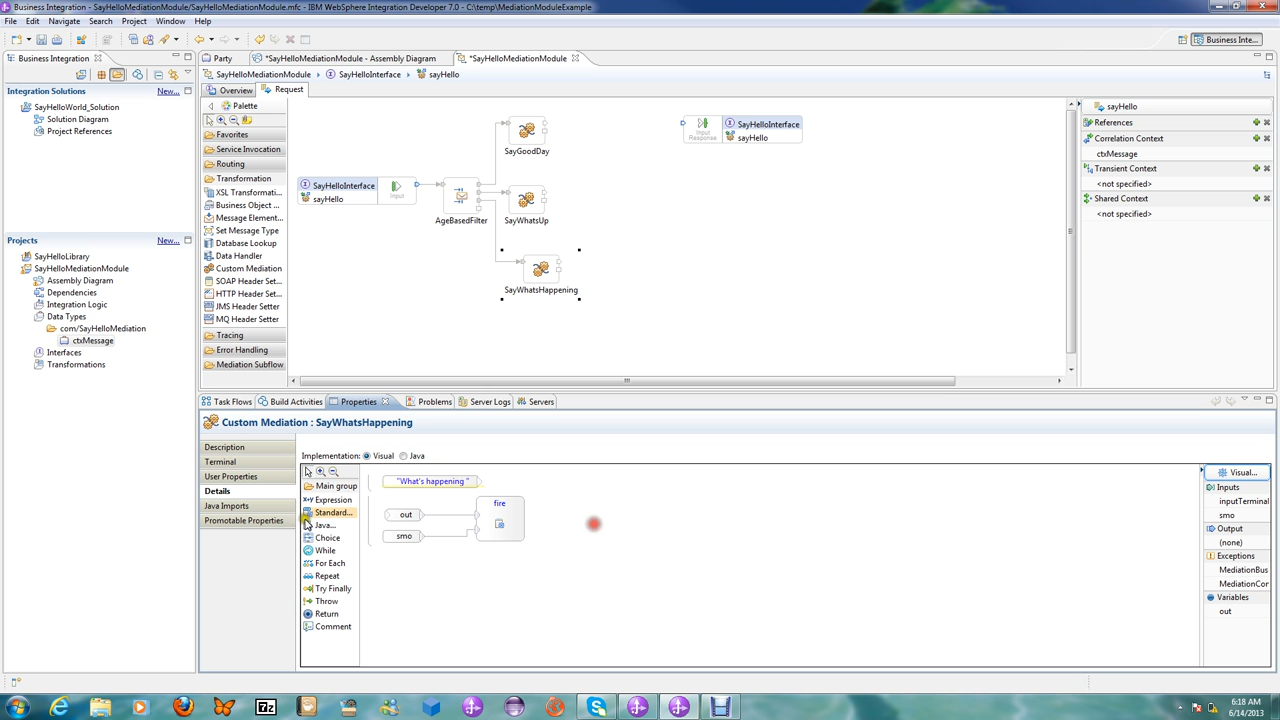 Business Integration - SayHelloMediationModule/SayHelloMediationModule.mfc - IBM WebSphere Integration Developer 7.0 - C:\temp\MediationModuleExample
File Edit Navigate Search Project Window Help
Business Inte...
Business Integration
Integration Solutions New...
SayHelloWorld_Solution
Solution Diagram
Project References
Projects New...
SayHelloLibrary
SayHelloMediationModule
Assembly Diagram
Dependencies
Integration Logic
Data Types
com/SayHelloMediation
ctxMessage
Interfaces
Transformations
Party *SayHelloMediationModule - Assembly Diagram *SayHelloMediationModule
SayHelloMediationModule SayHelloInterface sayHello
Overview Request
Palette
Favorites
Service Invocation
Routing
Transformation
XSL Transformati...
Business Object ...
Message Element...
Set Message Type
Database Lookup
Data Handler
Custom Mediation
SOAP Header Set...
HTTP Header Set...
JMS Header Setter
MQ Header Setter
Tracing
Error Handling
Mediation Subflow
SayHelloInterface
sayHello
Input
AgeBasedFilter
SayGoodDay
SayWhatsUp
SayWhatsHappening
Input Response
SayHelloInterface
sayHello
sayHello
References
Correlation Context
ctxMessage
Transient Context
<not specified>
Shared Context
<not specified>
Task Flows Build Activities Properties Problems Server Logs Servers
Custom Mediation : SayWhatsHappening
Description
Terminal
User Properties
Details
Java Imports
Promotable Properties
Implementation: Visual Java
Main group
Expression
Standard...
Java...
Choice
While
For Each
Repeat
Try Finally
Throw
Return
Comment
"What's happening "
fire
out
smo
Visual...
Inputs
inputTerminal
smo
Output
(none)
Exceptions
MediationBus
MediationCor
Variables
out
6:18 AM
6/14/2013